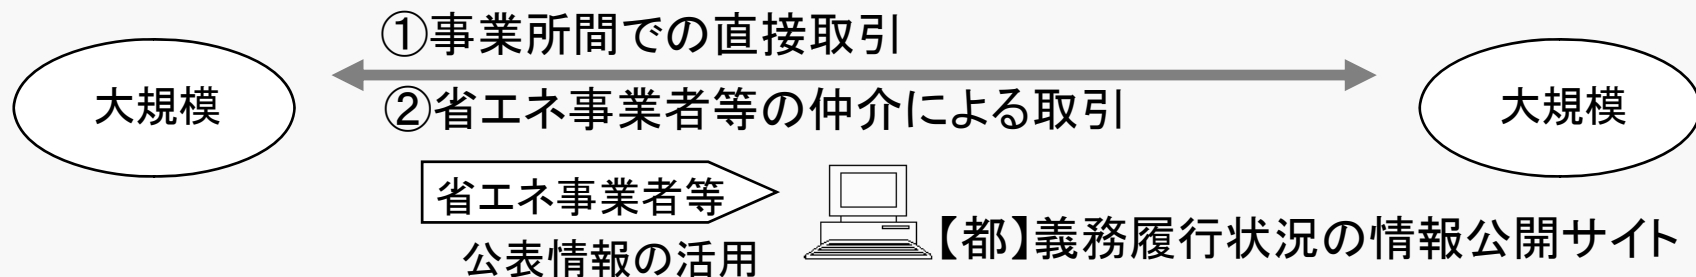 ①事業所間での直接取引
大規模
大規模
②省エネ事業者等の仲介による取引
省エネ事業者等
【都】義務履行状況の情報公開サイト
公表情報の活用